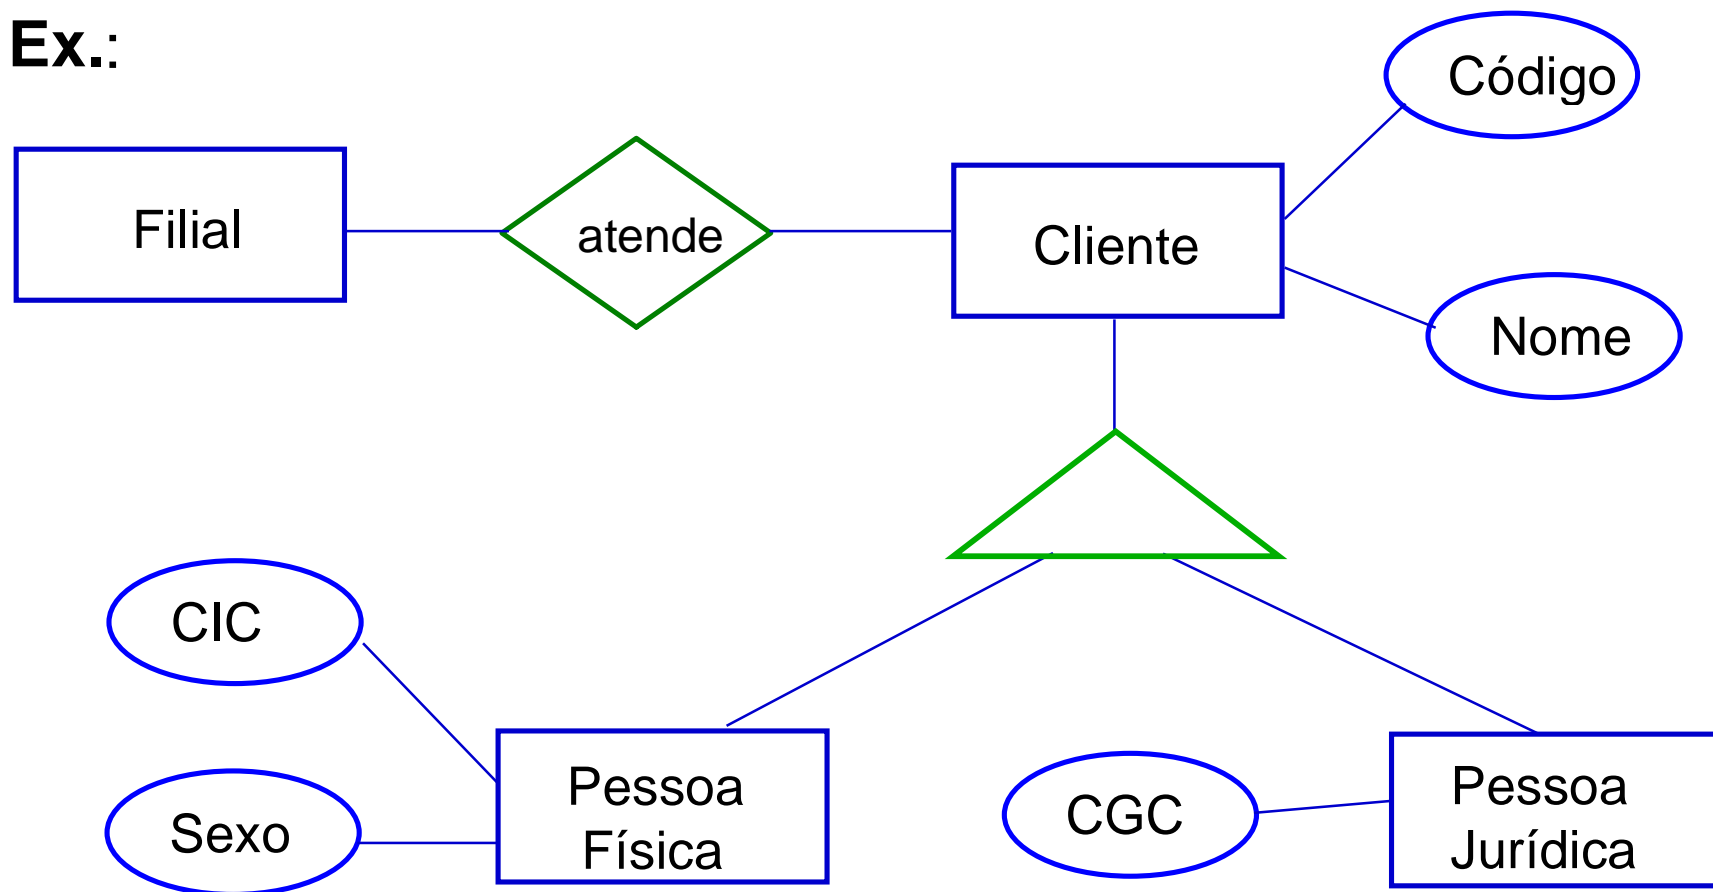 Ex.:
Código
Filial
atende
Cliente
Nome
CIC
Sexo
Pessoa
Física
CGC
Pessoa
Jurídica